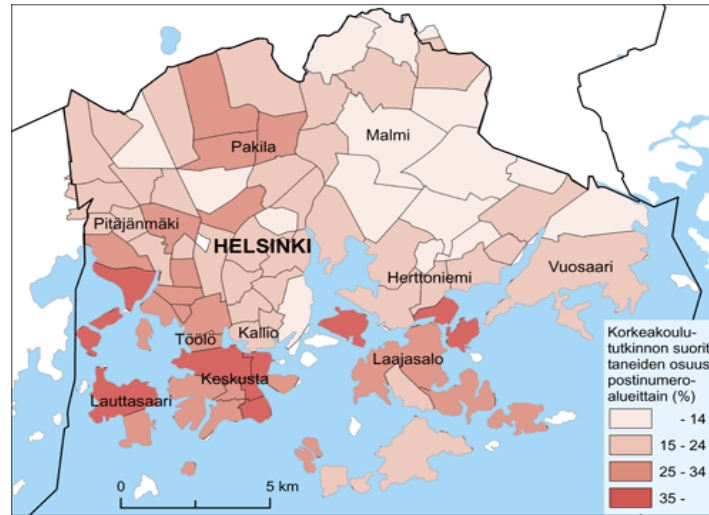 Malmi
Pakila
Pitäjänmäki
HELSINKI
Vuosaari
Herttoniemi
Töölö
Kallio
Laajasalo
Keskusta
Lauttasaari
Korkeakoulu-
tutkinnon suorit
taneiden osuus
postinumero-
alueittain (%)
- 14
15 - 24
25 - 34
35 -
0 5 km